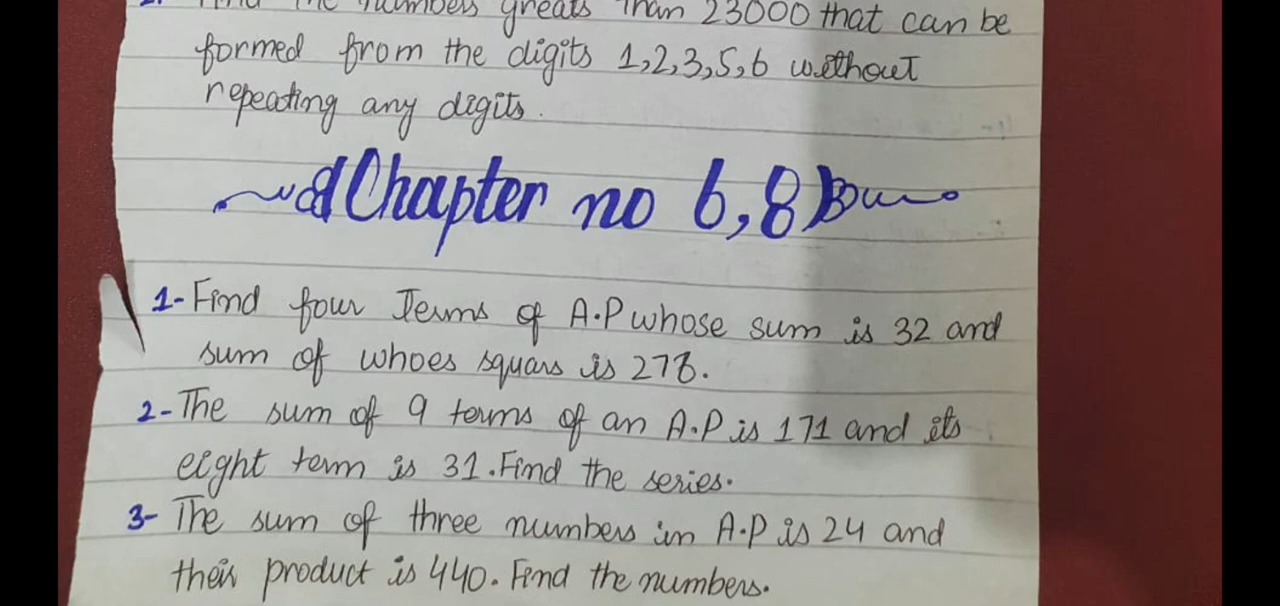 the numbers greats than 23000 that can be
formed from the digits 1,2,3,5,6 without
repeating any digits.
Chapter no 6,8
1- Find four Terms of A.P whose sum is 32 and
sum of whoes squars is 276.
2- The sum of 9 terms of an A.P is 171 and its
eight term is 31. Find the series.
3- The sum of three numbers in A.P is 24 and
their product is 440. Find the numbers.